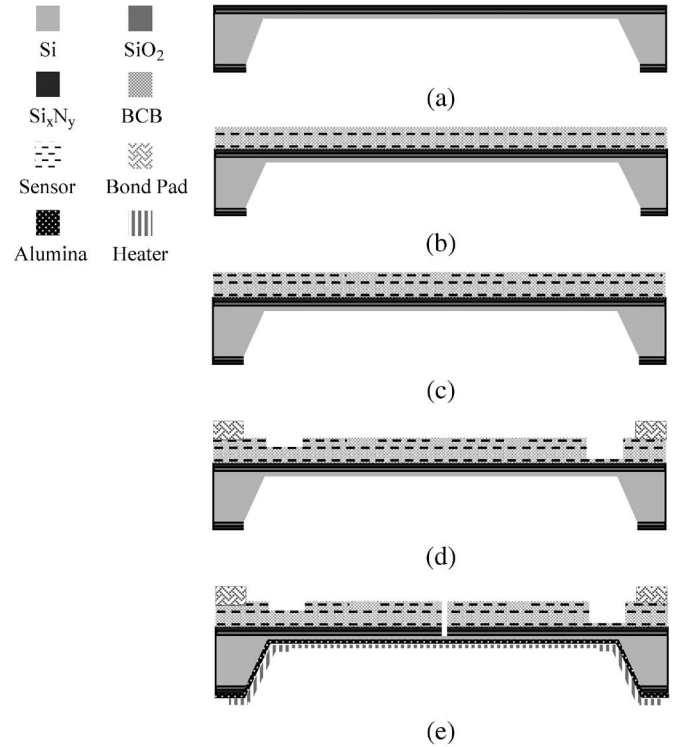 Si SiO2
SixNy BCB
Sensor Bond Pad
Alumina Heater
(a)
(b)
(c)
(d)
(e)